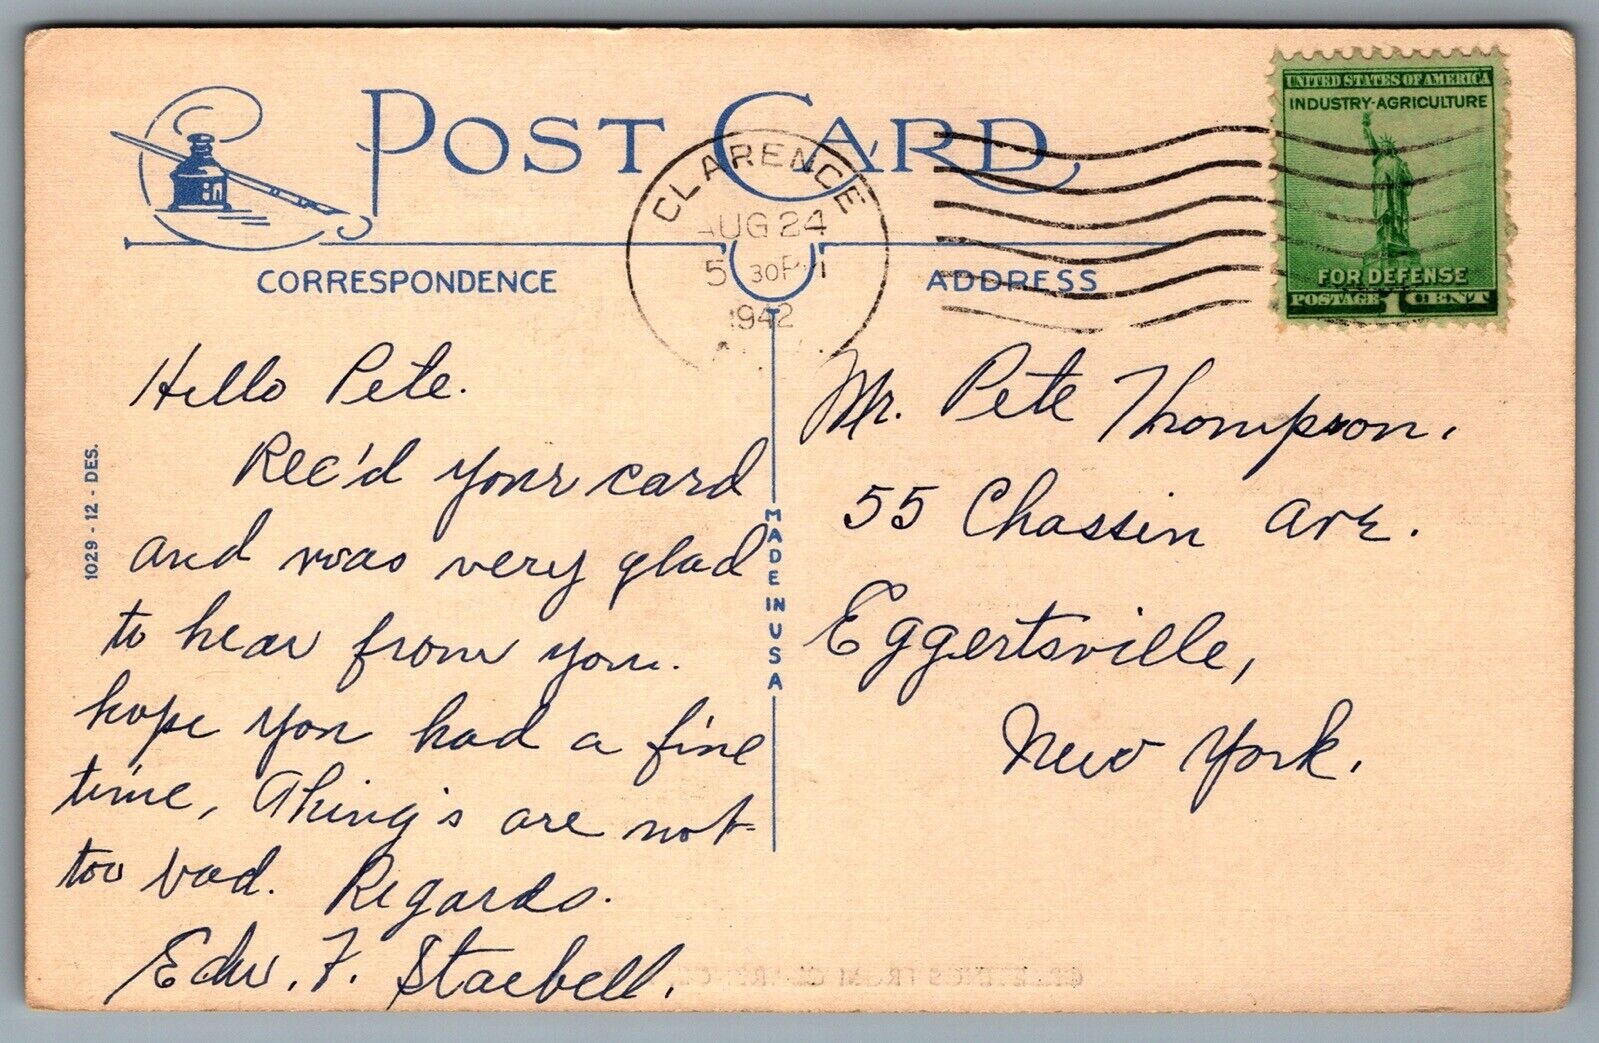 POST CARD
CORRESPONDENCE
ADDRESS
CLARENCE
AUG 24
5 30PM
1942
UNITED STATES OF AMERICA
INDUSTRY-AGRICULTURE
FOR DEFENSE
POSTAGE 1 CENT
Hello Pete.
Rec'd your card
and was very glad
to hear from you.
hope you had a fine
time, Thing's are not
too bad. Regards.
Edw. F. Staebell.
1029 - 12 - DES.
MADE IN USA
Mr. Pete Thompson.
55 Chassin Ave.
Eggertsville,
New York.